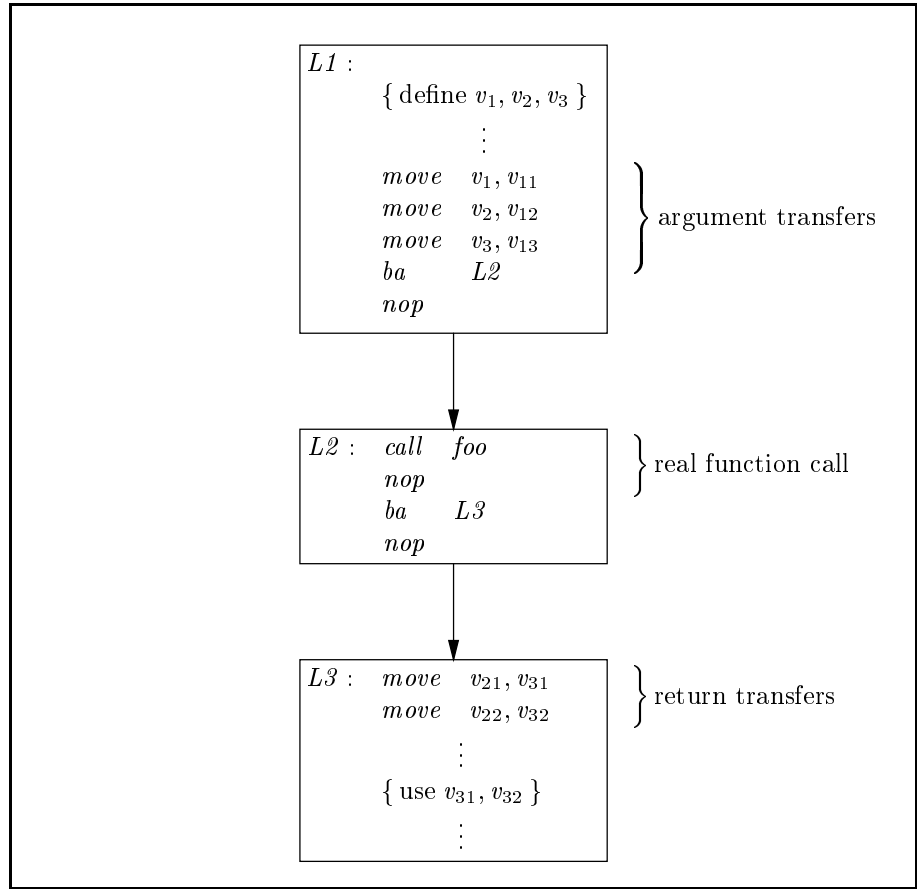 L1 :
{ define v₁, v₂, v₃ }
⋮
move v₁, v₁₁
move v₂, v₁₂
move v₃, v₁₃
ba L2
nop
argument transfers
L2 : call foo
nop
ba L3
nop
real function call
L3 : move v₂₁, v₃₁
move v₂₂, v₃₂
⋮
{ use v₃₁, v₃₂ }
⋮
return transfers